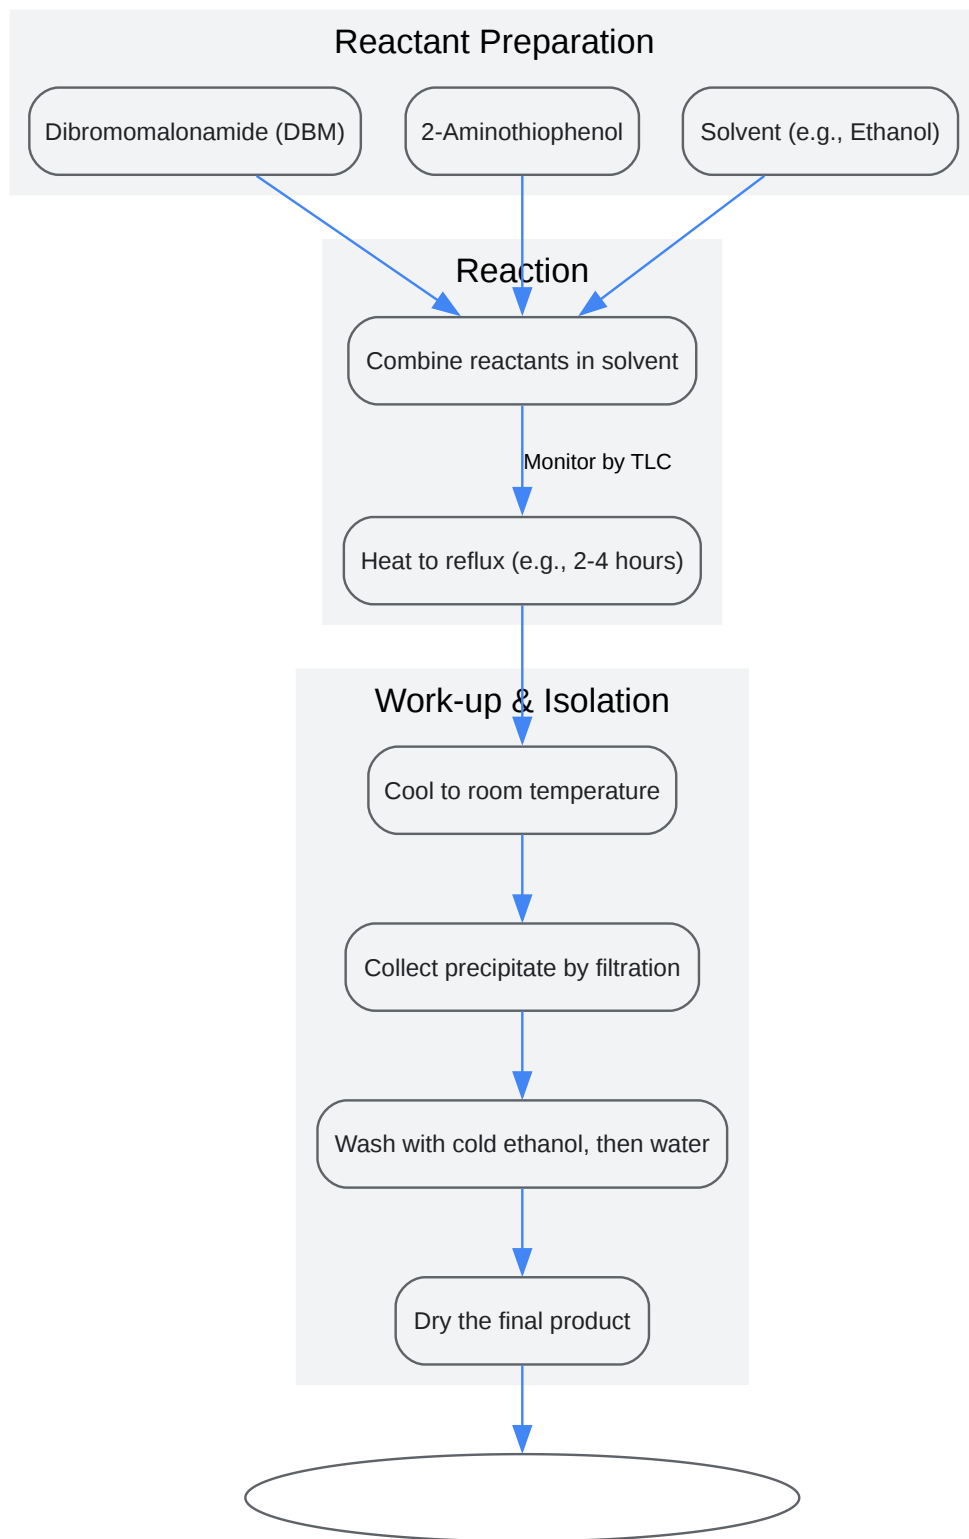 Reactant Preparation
Dibromomalonamide (DBM)
2-Aminothiophenol
Solvent (e.g., Ethanol)
Reaction
Combine reactants in solvent
Monitor by TLC
Heat to reflux (e.g., 2-4 hours)
Work-up & Isolation
Cool to room temperature
Collect precipitate by filtration
Wash with cold ethanol, then water
Dry the final product